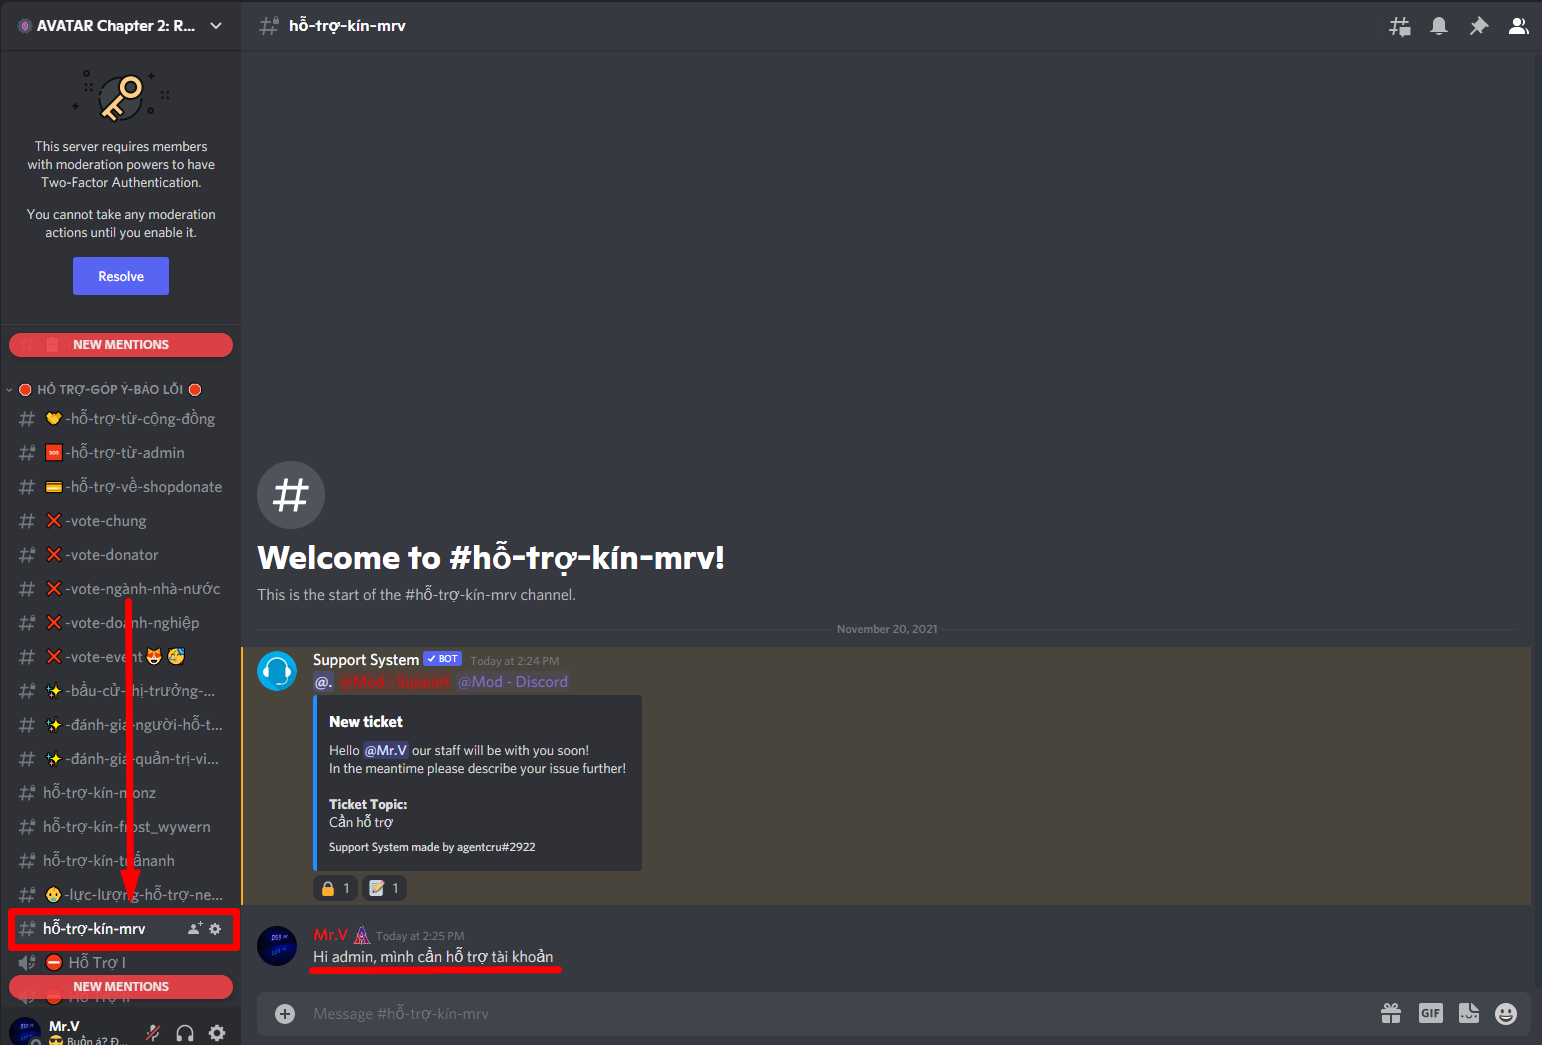 AVATAR Chapter 2: R...
This server requires members
with moderation powers to have
Two-Factor Authentication.
You cannot take any moderation
actions until you enable it.
Resolve
NEW MENTIONS
HỖ TRỢ-GÓP Ý-BÁO LỖI
-hỗ-trợ-từ-cộng-đồng
-hỗ-trợ-từ-admin
-hỗ-trợ-về-shopdonate
-vote-chung
-vote-donator
-vote-ngành-nhà-nước
-vote-doanh-nghiệp
-vote-event
-bầu-cử-thị-trưởng-...
-đánh-giá-người-hỗ-t...
-đánh-giá-quản-trị-vi...
hỗ-trợ-kín-monz
hỗ-trợ-kín-frost_wywern
hỗ-trợ-kín-tuấnanh
-lực-lượng-hỗ-trợ-ne...
hỗ-trợ-kín-mrv
Hỗ Trợ I
NEW MENTIONS
Hỗ Trợ II
Mr.V
Buồn á? Đ...
hỗ-trợ-kín-mrv
Welcome to #hỗ-trợ-kín-mrv!
This is the start of the #hỗ-trợ-kín-mrv channel.
November 20, 2021
Support System BOT Today at 2:24 PM
@. @Mod - Support @Mod - Discord
New ticket
Hello @Mr.V our staff will be with you soon!
In the meantime please describe your issue further!
Ticket Topic:
Cần hỗ trợ
Support System made by agentcru#2922
1 1
Mr.V Today at 2:25 PM
Hi admin, mình cần hỗ trợ tài khoản
Message #hỗ-trợ-kín-mrv
GIF